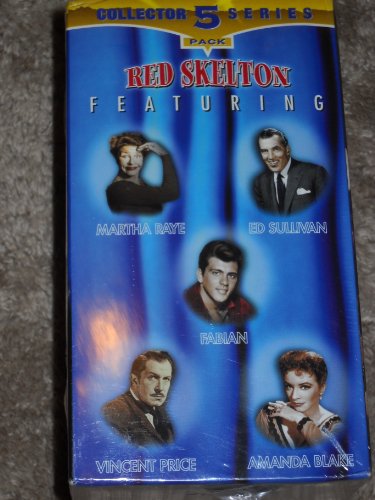 COLLECTOR 5 SERIES
PACK
RED SKELTON
FEATURING
MARTHA RAYE
ED SULLIVAN
FABIAN
VINCENT PRICE
AMANDA BLAKE